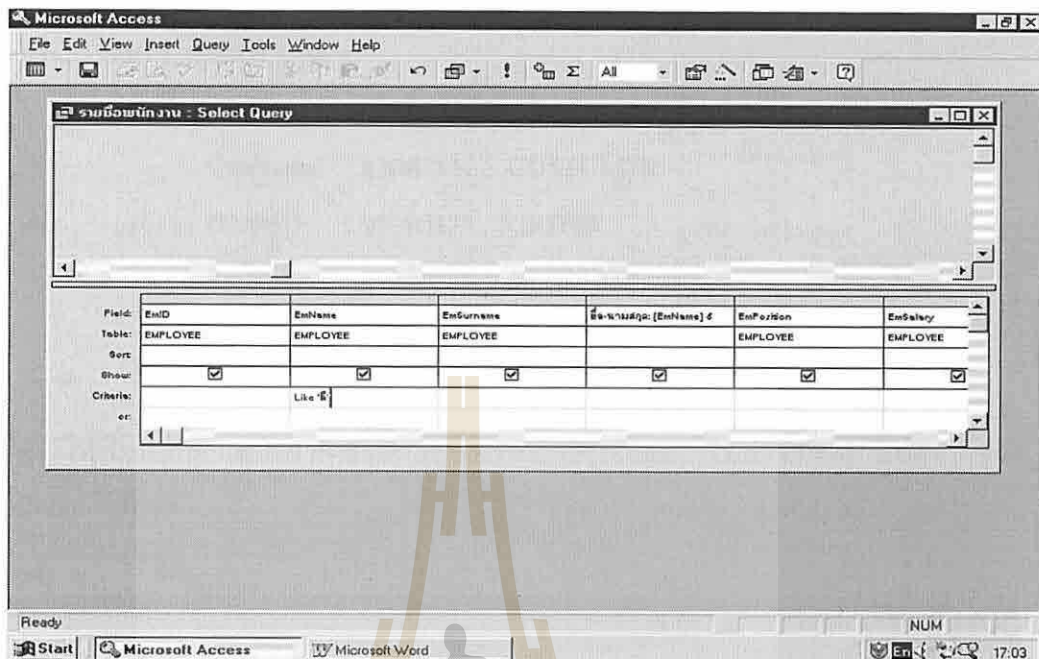 Microsoft Access
File Edit View Insert Query Tools Window Help
All
รายชื่อพนักงาน : Select Query
Field: EmID EmName EmSurname ชื่อ-นามสกุล: [EmName] & EmPosition EmSalary
Table: EMPLOYEE EMPLOYEE EMPLOYEE EMPLOYEE EMPLOYEE
Sort:
Show:
Criteria: Like
or:
Ready NUM
Start Microsoft Access Microsoft Word En 17:03